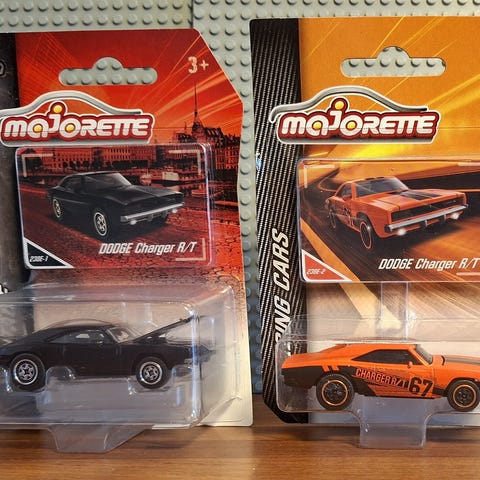 3+
MAJORETTE
DODGE Charger R/T
238E-1
MAJORETTE
DODGE Charger R/T
238E-2
ING CARS
CHARGER R/T 67